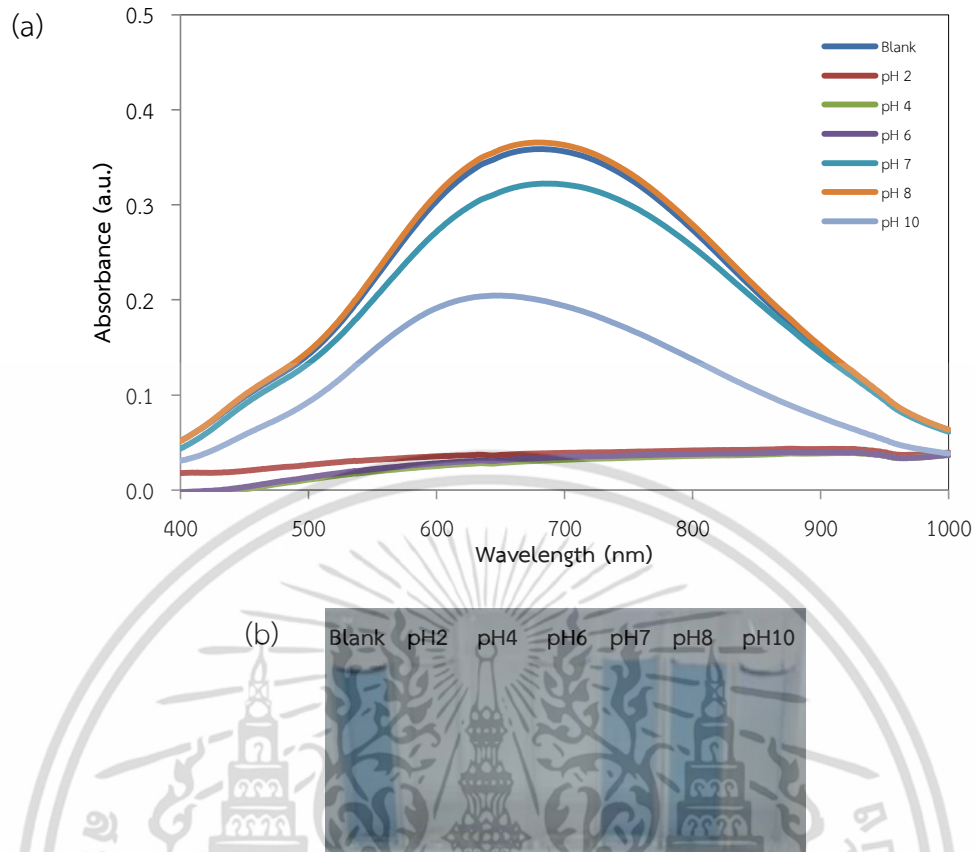 (a)
0.5
0.4
0.3
0.2
0.1
0.0
Absorbance (a.u.)
Blank
pH 2
pH 4
pH 6
pH 7
pH 8
pH 10
400 500 600 700 800 900 1000
Wavelength (nm)
(b)
Blank pH2 pH4 pH6 pH7 pH8 pH10